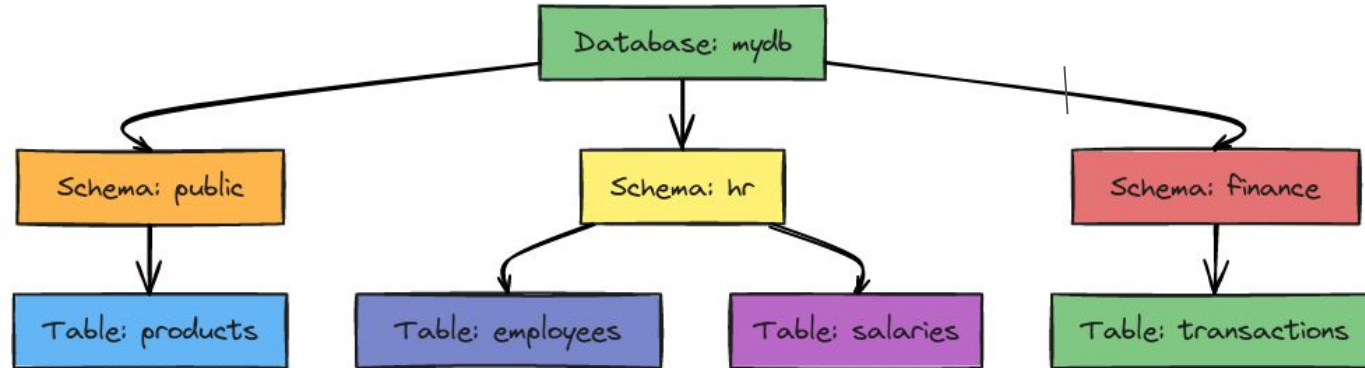 Database: mydb
Schema: public
Schema: hr
Schema: finance
Table: products
Table: employees
Table: salaries
Table: transactions